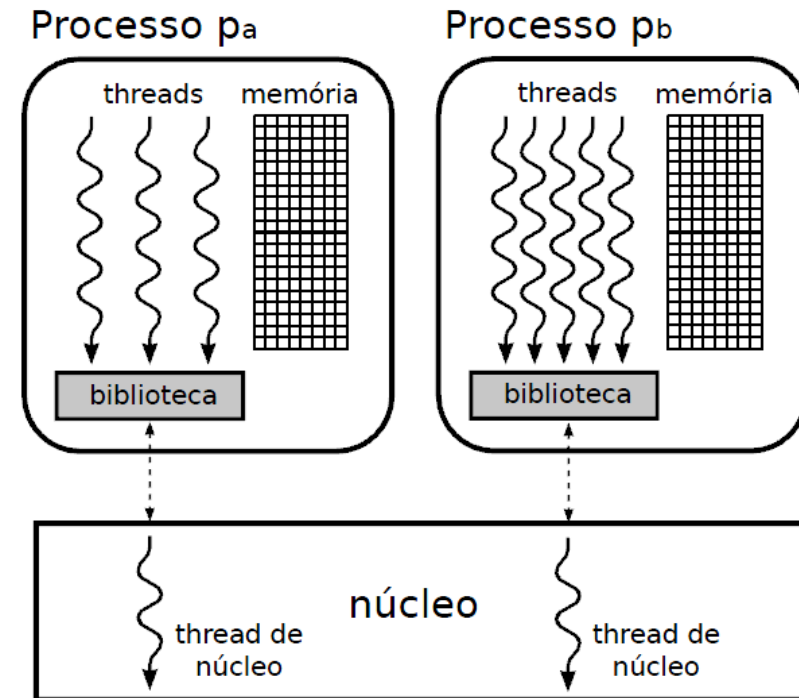 Processo pa
Processo pb
threads
memória
threads
memória
biblioteca
biblioteca
núcleo
thread de
núcleo
thread de
núcleo